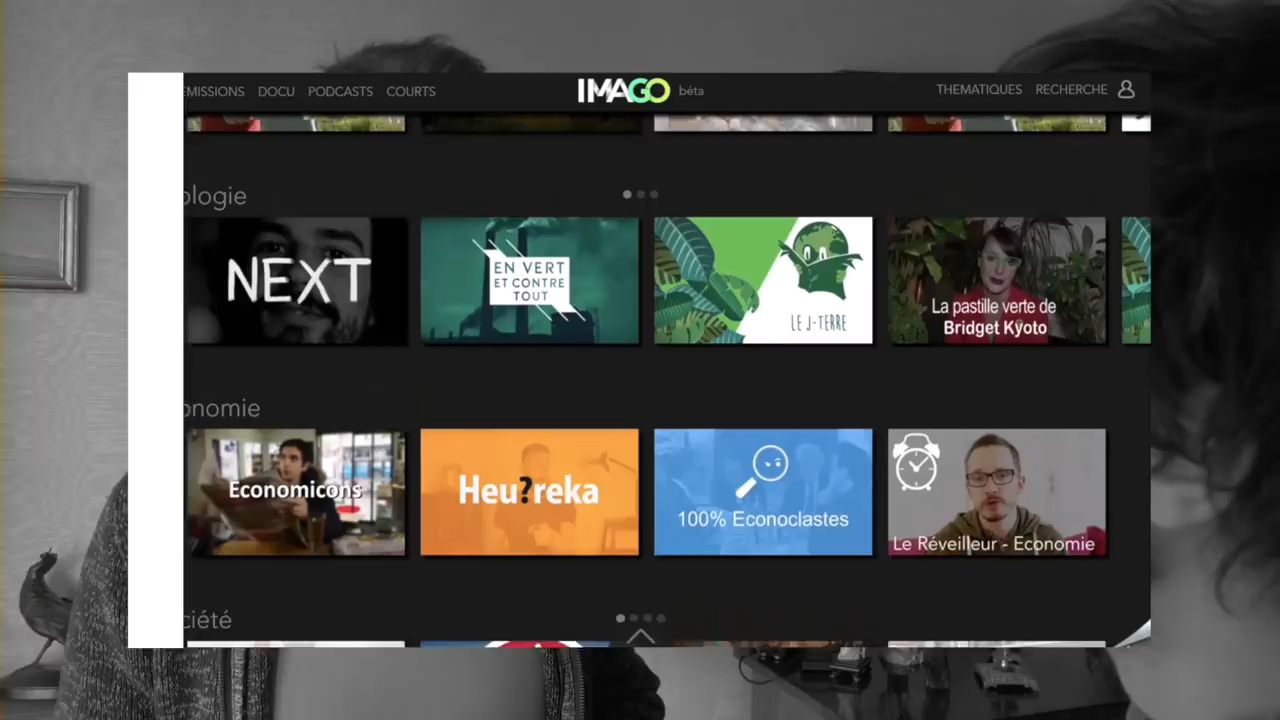 EMISSIONS DOCU PODCASTS COURTS IMAGO béta THEMATIQUES RECHERCHE
ologie
NEXT
EN VERT
ET CONTRE
TOUT
LE J-TERRE
La pastille verte de
Bridget Kyoto
onomie
Economicons
Heu?reka
100% Econoclastes
Le Réveilleur - Economie
ciété